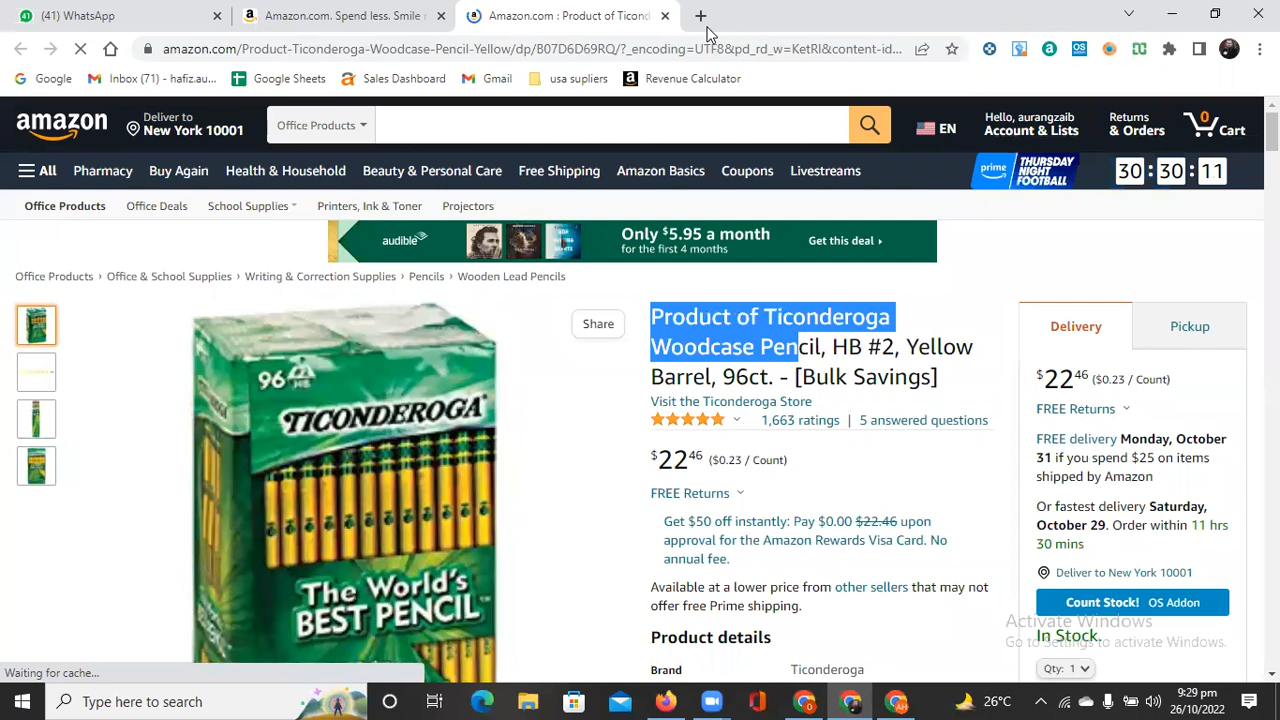 (41) WhatsApp
Amazon.com. Spend less. Smile r
Amazon.com : Product of Ticond
amazon.com/Product-Ticonderoga-Woodcase-Pencil-Yellow/dp/B07D6D69RQ/?_encoding=UTF8&pd_rd_w=KetRl&content-id...
Google
Inbox (71) - hafiz.au...
Google Sheets
Sales Dashboard
Gmail
usa supliers
Revenue Calculator
amazon
Deliver to
New York 10001
Office Products
EN
Hello, aurangzaib
Account & Lists
Returns
& Orders
0
Cart
All
Pharmacy
Buy Again
Health & Household
Beauty & Personal Care
Free Shipping
Amazon Basics
Coupons
Livestreams
prime
THURSDAY
NIGHT
FOOTBALL
30 : 30 : 11
Office Products
Office Deals
School Supplies
Printers, Ink & Toner
Projectors
audible
Only $5.95 a month
for the first 4 months
Get this deal
Office Products › Office & School Supplies › Writing & Correction Supplies › Pencils › Wooden Lead Pencils
Share
96
HB
TICONDEROGA
The World's
BEST PENCIL
Product of Ticonderoga
Woodcase Pencil, HB #2, Yellow
Barrel, 96ct. - [Bulk Savings]
Visit the Ticonderoga Store
1,663 ratings | 5 answered questions
$22.46 ($0.23 / Count)
FREE Returns
Get $50 off instantly: Pay $0.00 $22.46 upon
approval for the Amazon Rewards Visa Card. No
annual fee.
Available at a lower price from other sellers that may not
offer free Prime shipping.
Product details
Brand Ticonderoga
Delivery
Pickup
$22.46 ($0.23 / Count)
FREE Returns
FREE delivery Monday, October
31 if you spend $25 on items
shipped by Amazon
Or fastest delivery Saturday,
October 29. Order within 11 hrs
30 mins
Deliver to New York 10001
Count Stock! OS Addon
In Stock.
Qty: 1
Activate Windows
Go to Settings to activate Windows.
Waiting for cache...
Type here to search
26°C
9:29 pm
26/10/2022